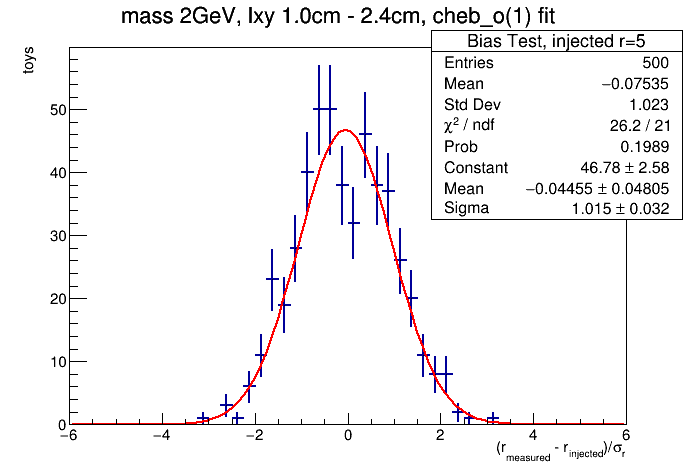 mass 2GeV, lxy 1.0cm - 2.4cm, cheb_o(1) fit
toys
Bias Test, injected r=5
Entries 500
Mean −0.07535
Std Dev 1.023
χ² / ndf 26.2 / 21
Prob 0.1989
Constant 46.78 ± 2.58
Mean −0.04455 ± 0.04805
Sigma 1.015 ± 0.032
50
40
30
20
10
0
−6 −4 −2 0 2 4 6
(r_measured - r_injected)/σ_r